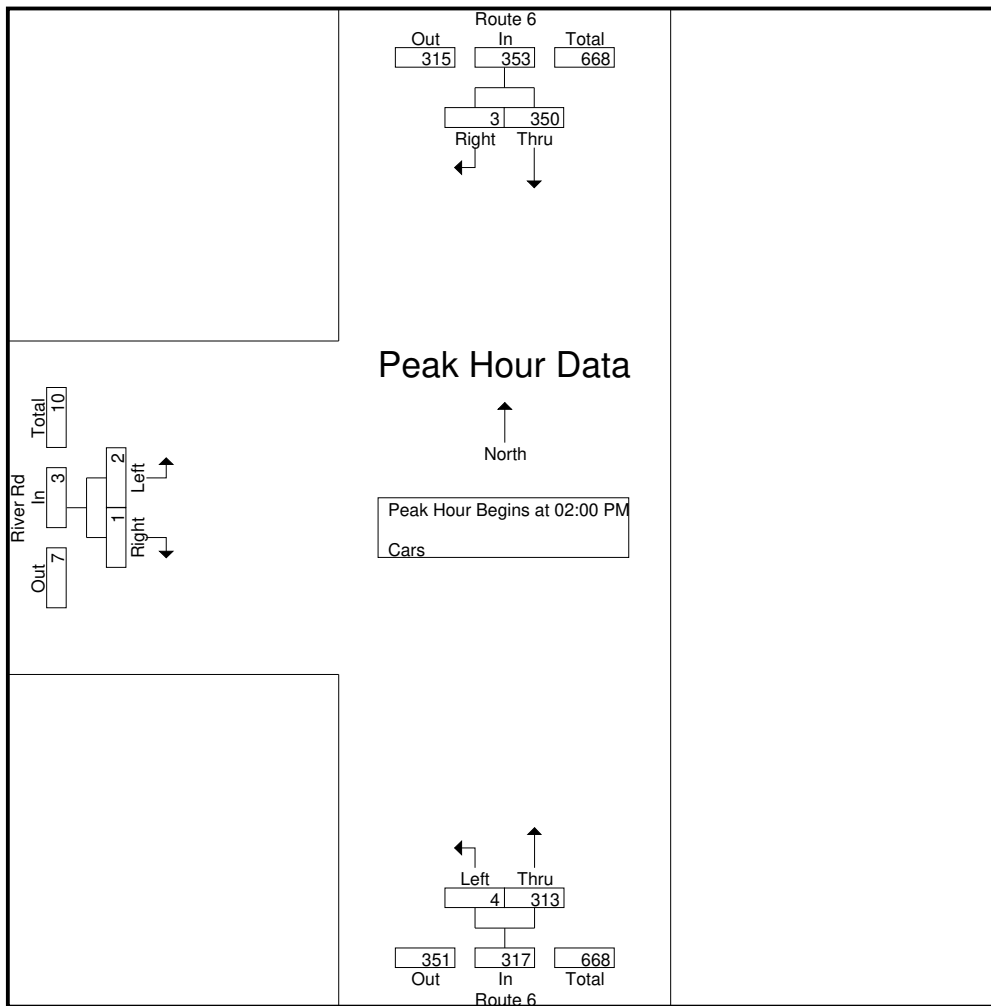 Route 6
Out In Total
315 353 668
3 350
Right Thru
Peak Hour Data
North
Peak Hour Begins at 02:00 PM
Cars
River Rd
Out In Total
7 3 10
1 2
Right Left
Left Thru
4 313
351 317 668
Out In Total
Route 6